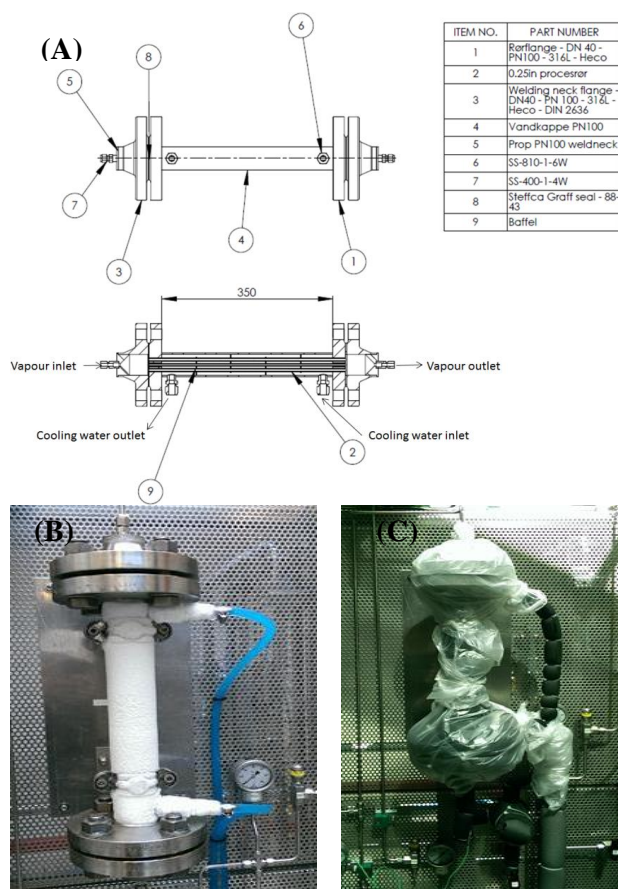 (A)
6
8
5
7
3
4
1
ITEM NO. PART NUMBER
1 Rørflange - DN 40 -
PN100 - 316L - Heco
2 0.25in procesrør
3 Welding neck flange -
DN40 - PN 100 - 316L -
Heco - DIN 2636
4 Vandkappe PN100
5 Prop PN100 weldneck
6 SS-810-1-6W
7 SS-400-1-4W
8 Steffca Graff seal - 88-
43
9 Baffel
350
Vapour inlet
Vapour outlet
Cooling water outlet
Cooling water inlet
9
2
(B)
(C)